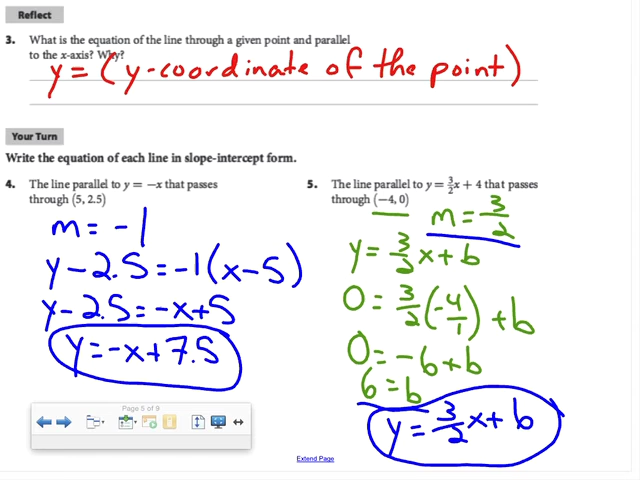 Reflect
3. What is the equation of the line through a given point and parallel
to the x-axis? Why?
y = (y-coordinate of the point)
Your Turn
Write the equation of each line in slope-intercept form.
4. The line parallel to y = −x that passes
through (5, 2.5)
m = -1
y - 2.5 = -1(x - 5)
y - 2.5 = -x + 5
y = -x + 7.5
5. The line parallel to y = 3/2x + 4 that passes
through (−4, 0)
m = 3/2
y = 3/2 x + b
0 = 3/2 (-4/1) + b
0 = -6 + b
6 = b
y = 3/2 x + b
Page 5 of 9
Extend Page